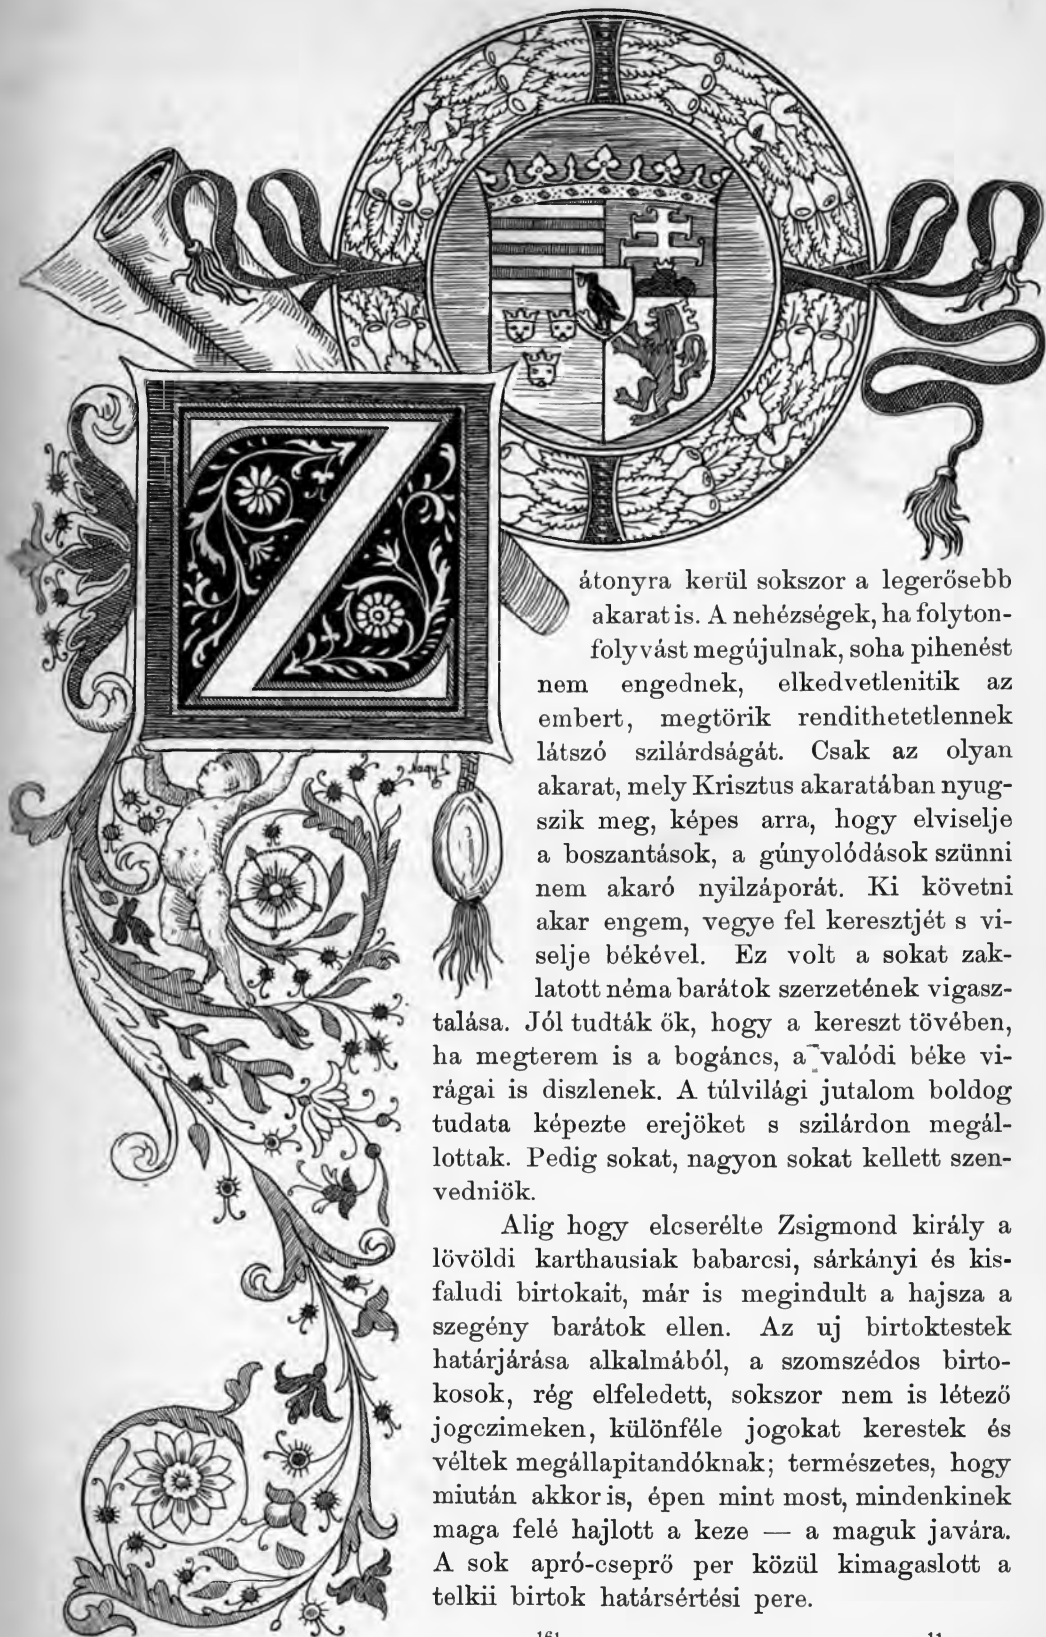 Zátonyra kerül sokszor a legerősebb
akarat is. A nehézségek, ha folyton-
folyvást megújulnak, soha pihenést
nem engednek, elkedvetlenitik az
embert, megtörik rendithetetlennek
látszó szilárdságát. Csak az olyan
akarat, mely Krisztus akaratában nyug-
szik meg, képes arra, hogy elviselje
a boszantások, a gúnyolódások szünni
nem akaró nyilzáporát. Ki követni
akar engem, vegye fel keresztjét s vi-
selje békével. Ez volt a sokat zak-
latott néma barátok szerzetének vigasz-
talása. Jól tudták ők, hogy a kereszt tövében,
ha megterem is a bogáncs, a valódi béke vi-
rágai is diszlenek. A túlvilági jutalom boldog
tudata képezte erejöket s szilárdon megál-
lottak. Pedig sokat, nagyon sokat kellett szen-
vedniök.
Alig hogy elcserélte Zsigmond király a
lövöldi karthausiak babarcsi, sárkányi és kis-
faludi birtokait, már is megindult a hajsza a
szegény barátok ellen. Az uj birtoktestek
határjárása alkalmából, a szomszédos birto-
kosok, rég elfeledett, sokszor nem is létező
jogczimeken, különféle jogokat kerestek és
véltek megállapitandóknak; természetes, hogy
miután akkor is, épen mint most, mindenkinek
maga felé hajlott a keze — a maguk javára.
A sok apró-cseprő per közül kimagaslott a
telkii birtok határsértési pere.
161 11